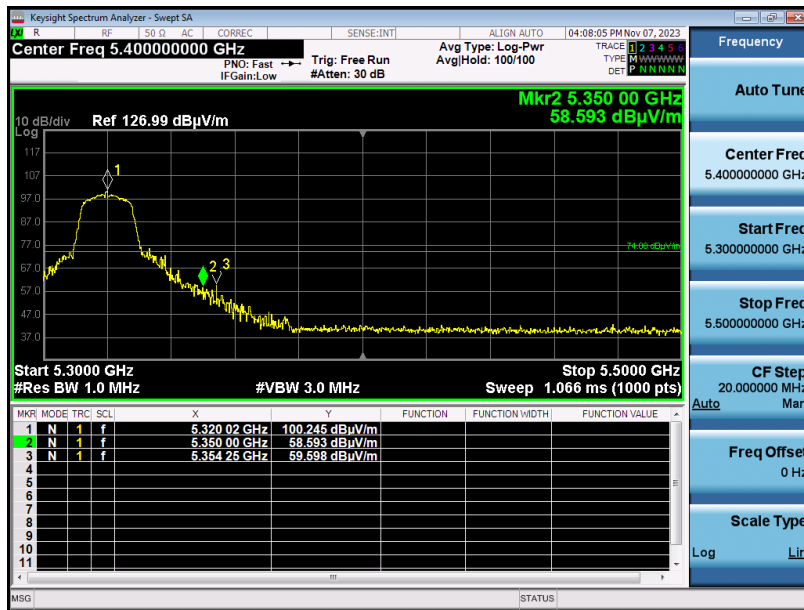 Keysight Spectrum Analyzer - Swept SA
LXI R RF 50 Ω AC CORREC SENSE:INT ALIGN AUTO 04:08:05 PM Nov 07, 2023
Center Freq 5.400000000 GHz
PNO: Fast
IFGain:Low
Trig: Free Run
#Atten: 30 dB
Avg Type: Log-Pwr
Avg|Hold: 100/100
TRACE 1 2 3 4 5 6
TYPE M W W W W W
DET P N N N N N
Mkr2 5.350 00 GHz
58.593 dBµV/m
10 dB/div Ref 126.99 dBµV/m
Log
117
107
97.0
87.0
77.0
67.0
57.0
47.0
37.0
1
2 3
74.00 dBµV/m
Start 5.3000 GHz Stop 5.5000 GHz
#Res BW 1.0 MHz #VBW 3.0 MHz Sweep 1.066 ms (1000 pts)
MKR MODE TRC SCL X Y FUNCTION FUNCTION WIDTH FUNCTION VALUE
1 N 1 f 5.320 02 GHz 100.245 dBµV/m
2 N 1 f 5.350 00 GHz 58.593 dBµV/m
3 N 1 f 5.354 25 GHz 59.598 dBµV/m
4
5
6
7
8
9
10
11
MSG STATUS
Frequency
Auto Tune
Center Freq
5.400000000 GHz
Start Freq
5.300000000 GHz
Stop Freq
5.500000000 GHz
CF Step
20.000000 MHz
Auto Man
Freq Offset
0 Hz
Scale Type
Log Lin